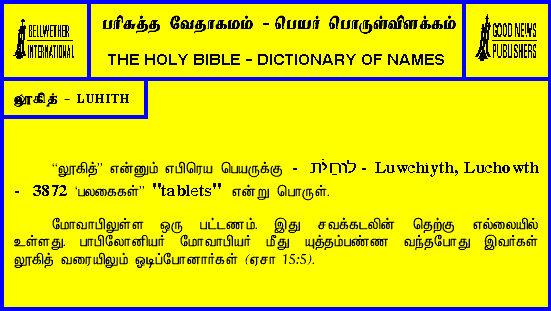 BELLWETHER
INTERNATIONAL
பரிசுத்த வேதாகமம் - பெயர் பொருள்விளக்கம்
THE HOLY BIBLE - DICTIONARY OF NAMES
GOOD NEWS
PUBLISHERS
லூகித் - LUHITH
“லூகித்” என்னும் எபிரெய பெயருக்கு - - Luwchiyth, Luchowth
- 3872 ‘பலகைகள்” "tablets" என்று பொருள்.
மோவாபிலுள்ள ஒரு பட்டணம். இது சவக்கடலின் தெற்கு எல்லையில்
உள்ளது. பாபிலோனியர் மோவாபியர் மீது யுத்தம்பண்ண வந்தபோது இவர்கள்
லூகித் வரையிலும் ஓடிப்போனார்கள் (ஏசா 15:5).